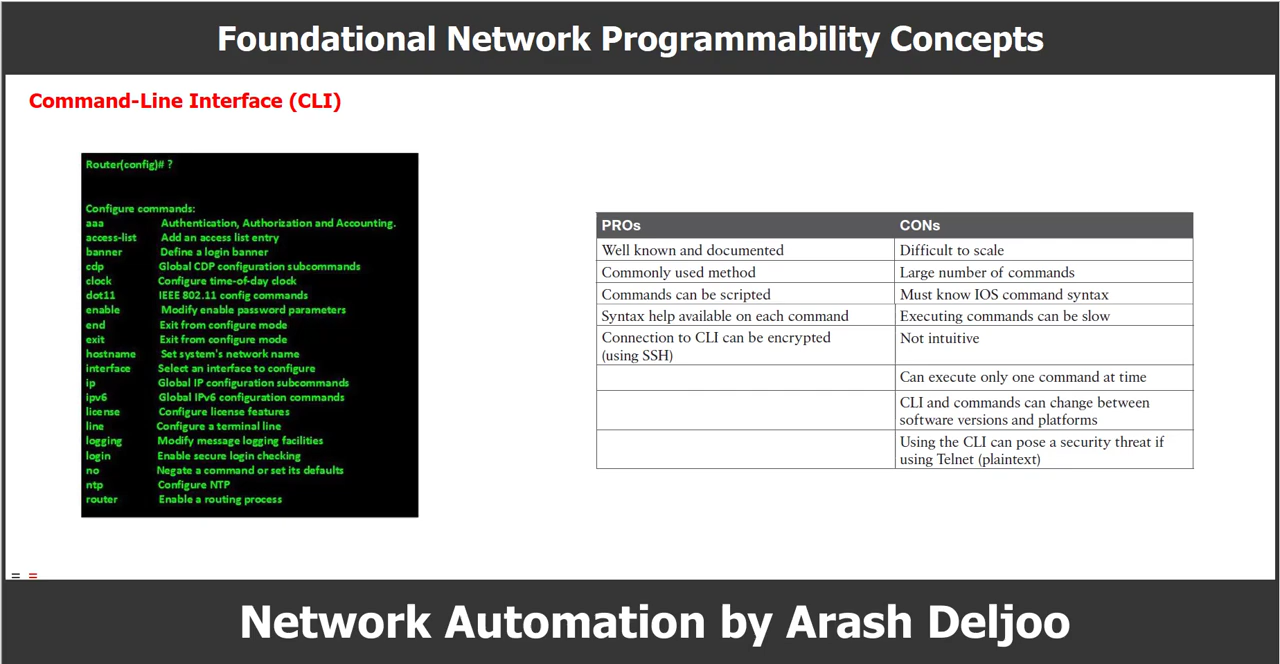 Foundational Network Programmability Concepts
Command-Line Interface (CLI)
Router(config)# ?
Configure commands:
aaa Authentication, Authorization and Accounting.
access-list Add an access list entry
banner Define a login banner
cdp Global CDP configuration subcommands
clock Configure time-of-day clock
dot11 IEEE 802.11 config commands
enable Modify enable password parameters
end Exit from configure mode
exit Exit from configure mode
hostname Set system's network name
interface Select an interface to configure
ip Global IP configuration subcommands
ipv6 Global IPv6 configuration commands
license Configure license features
line Configure a terminal line
logging Modify message logging facilities
login Enable secure login checking
no Negate a command or set its defaults
ntp Configure NTP
router Enable a routing process
PROs CONs
Well known and documented Difficult to scale
Commonly used method Large number of commands
Commands can be scripted Must know IOS command syntax
Syntax help available on each command Executing commands can be slow
Connection to CLI can be encrypted Not intuitive
(using SSH)
Can execute only one command at time
CLI and commands can change between
software versions and platforms
Using the CLI can pose a security threat if
using Telnet (plaintext)
= =
Network Automation by Arash Deljoo